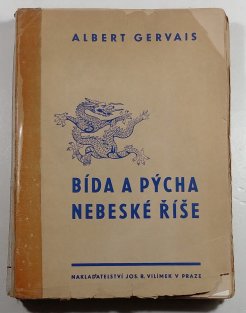 ALBERT GERVAIS
BÍDA A PÝCHA
NEBESKÉ ŘÍŠE
NAKLADATELSTVÍ JOS. R. VILÍMEK V PRAZE